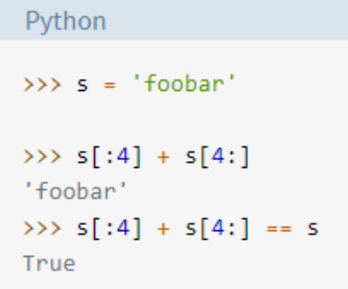 Python
>>> s = 'foobar'
>>> s[:4] + s[4:]
'foobar'
>>> s[:4] + s[4:] == s
True